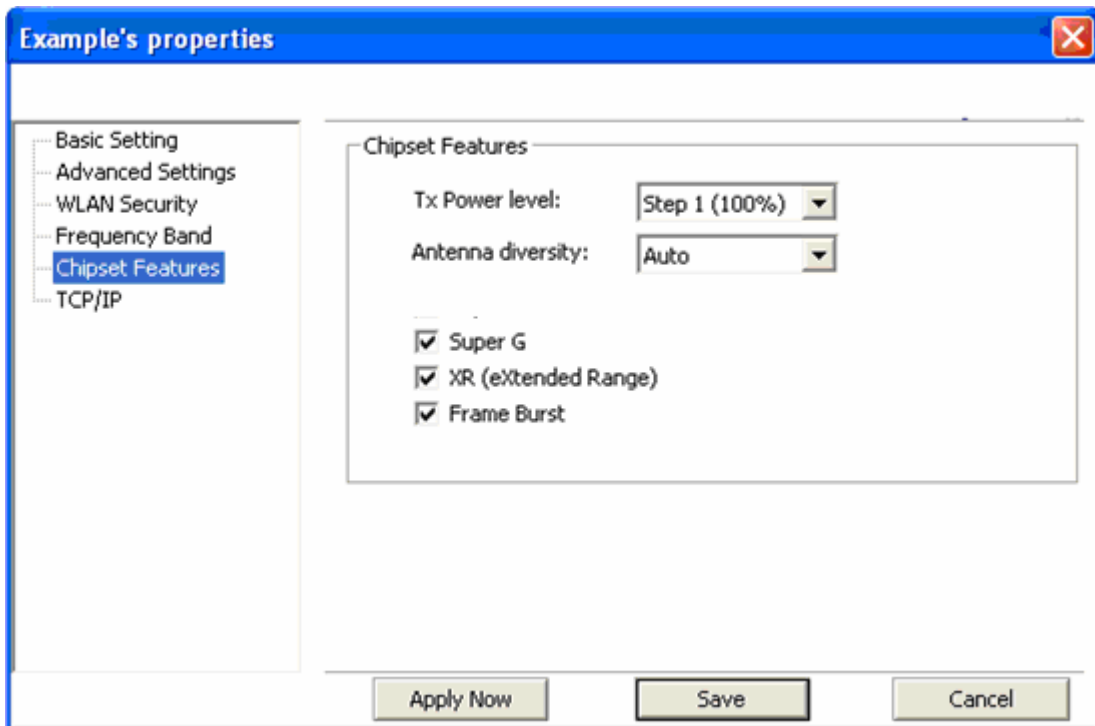 Example's properties
Basic Setting
Advanced Settings
WLAN Security
Frequency Band
Chipset Features
TCP/IP
Chipset Features
Tx Power level: Step 1 (100%)
Antenna diversity: Auto
Super G
XR (eXtended Range)
Frame Burst
Apply Now Save Cancel